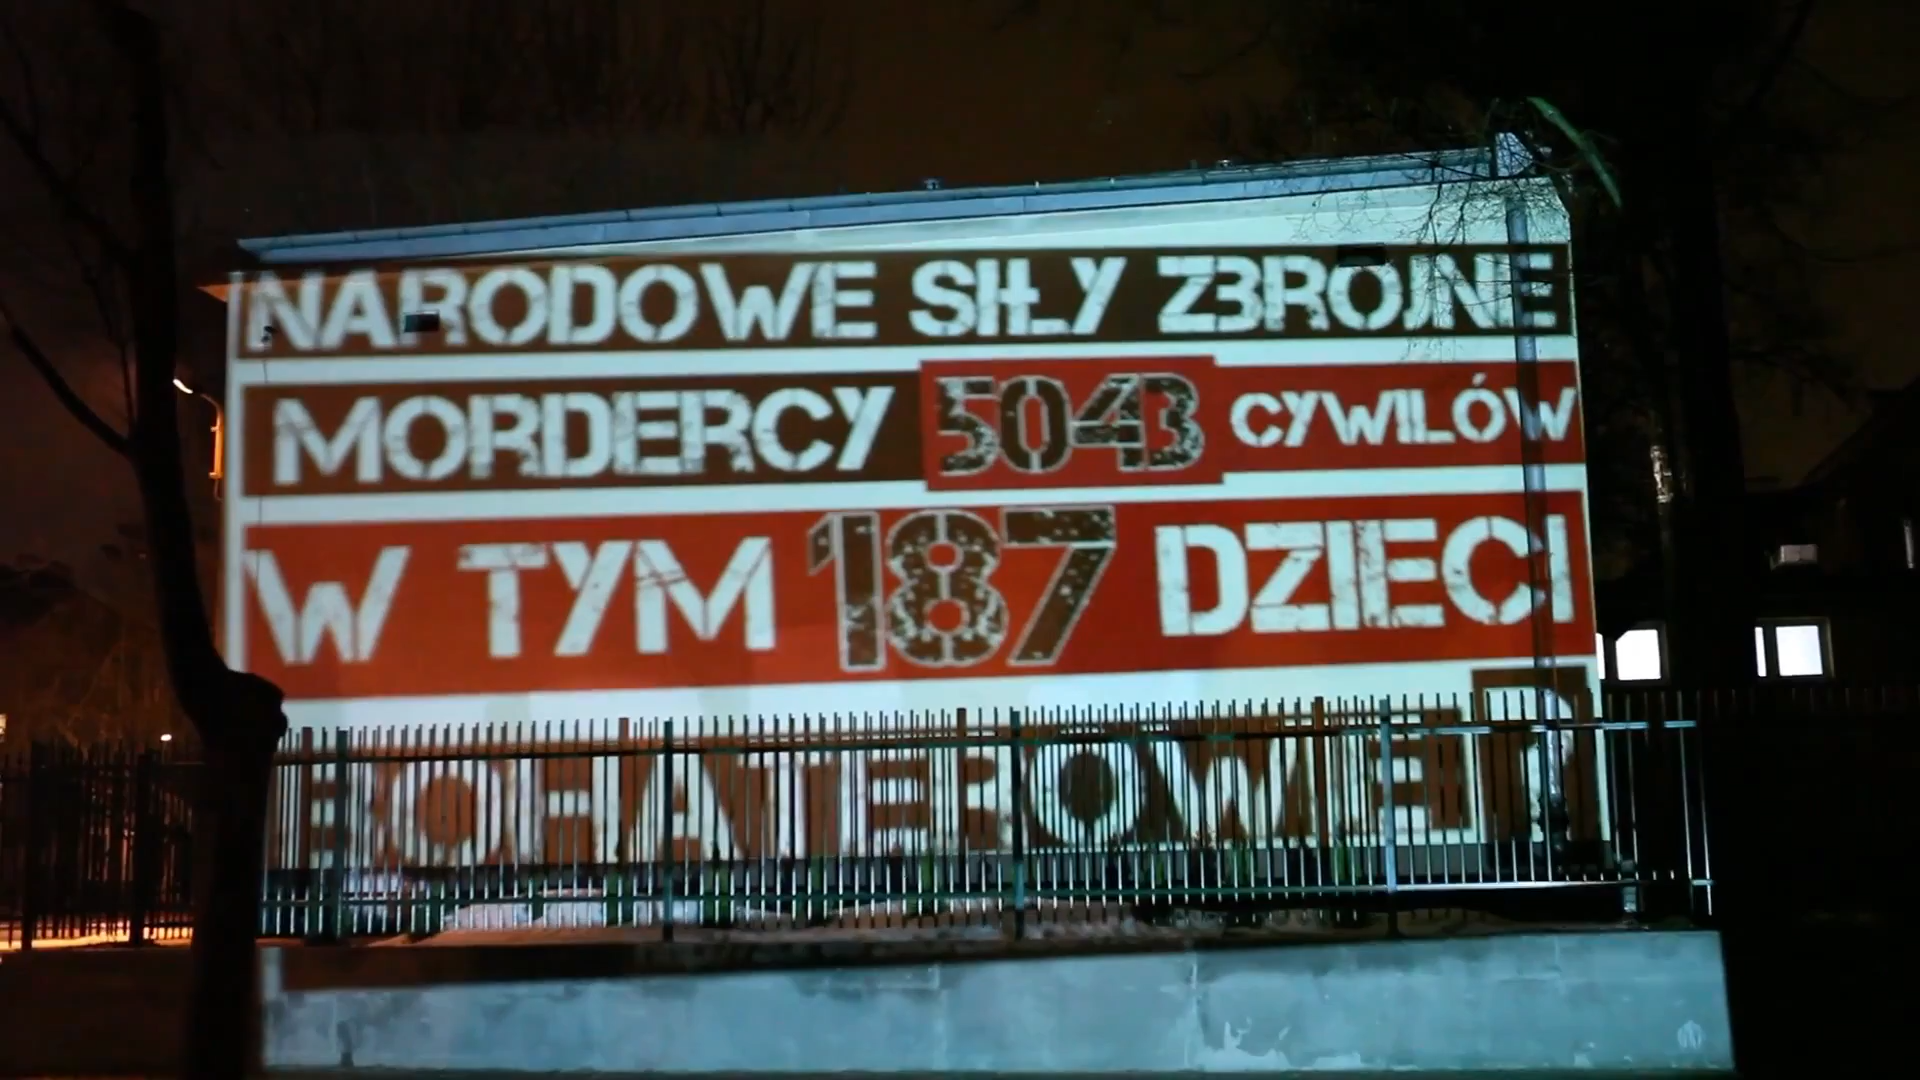 NARODOWE SIŁY ZBROJNE
MORDERCY 5043 CYWILÓW
W TYM 187 DZIECI
BOHATEROWIE?